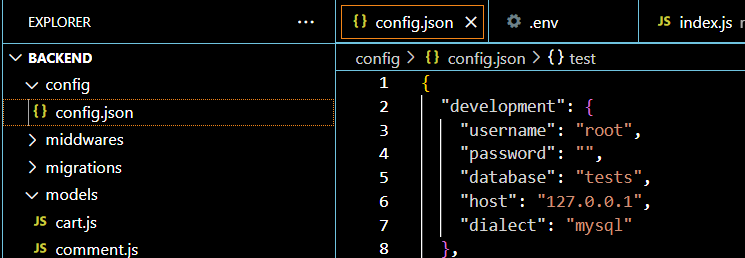 EXPLORER ...
BACKEND
config
{} config.json
middwares
migrations
models
JS cart.js
JS comment.js
{} config.json ×
.env
JS index.js
config > {} config.json > {} test
1 {
2 "development": {
3 "username": "root",
4 "password": "",
5 "database": "tests",
6 "host": "127.0.0.1",
7 "dialect": "mysql"
8 },